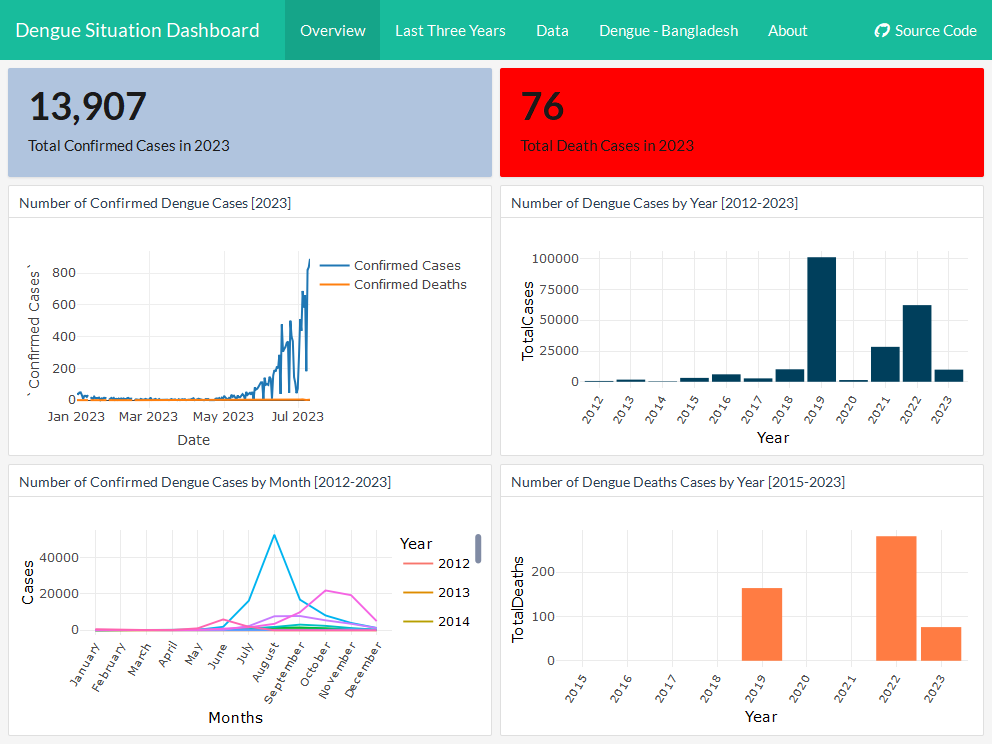 Dengue Situation Dashboard
Overview
Last Three Years
Data
Dengue - Bangladesh
About
Source Code
13,907
Total Confirmed Cases in 2023
76
Total Death Cases in 2023
Number of Confirmed Dengue Cases [2023]
` Confirmed Cases`
800
600
400
200
0
Jan 2023
Mar 2023
May 2023
Jul 2023
Date
Confirmed Cases
Confirmed Deaths
Number of Dengue Cases by Year [2012-2023]
TotalCases
100000
75000
50000
25000
0
2012
2013
2014
2015
2016
2017
2018
2019
2020
2021
2022
2023
Year
Number of Confirmed Dengue Cases by Month [2012-2023]
Cases
40000
20000
0
January
February
March
April
May
June
July
August
September
October
November
December
Months
Year
2012
2013
2014
Number of Dengue Deaths Cases by Year [2015-2023]
TotalDeaths
200
100
0
2015
2016
2017
2018
2019
2020
2021
2022
2023
Year